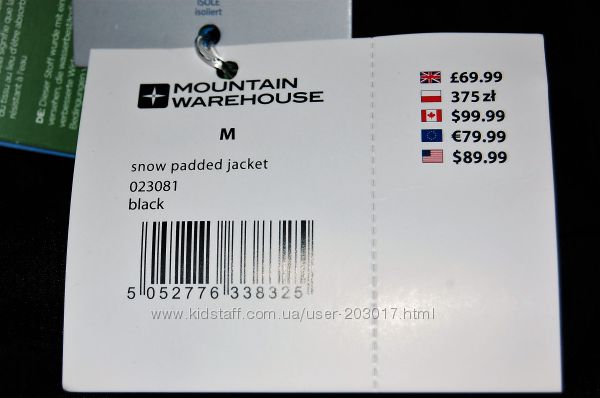 ISOLE
isoliert
MOUNTAIN
WAREHOUSE
M
snow padded jacket
023081
black
5 052776 338325
£69.99
375 zł
$99.99
€79.99
$89.99
www.kidstaff.com.ua/user-203017.html